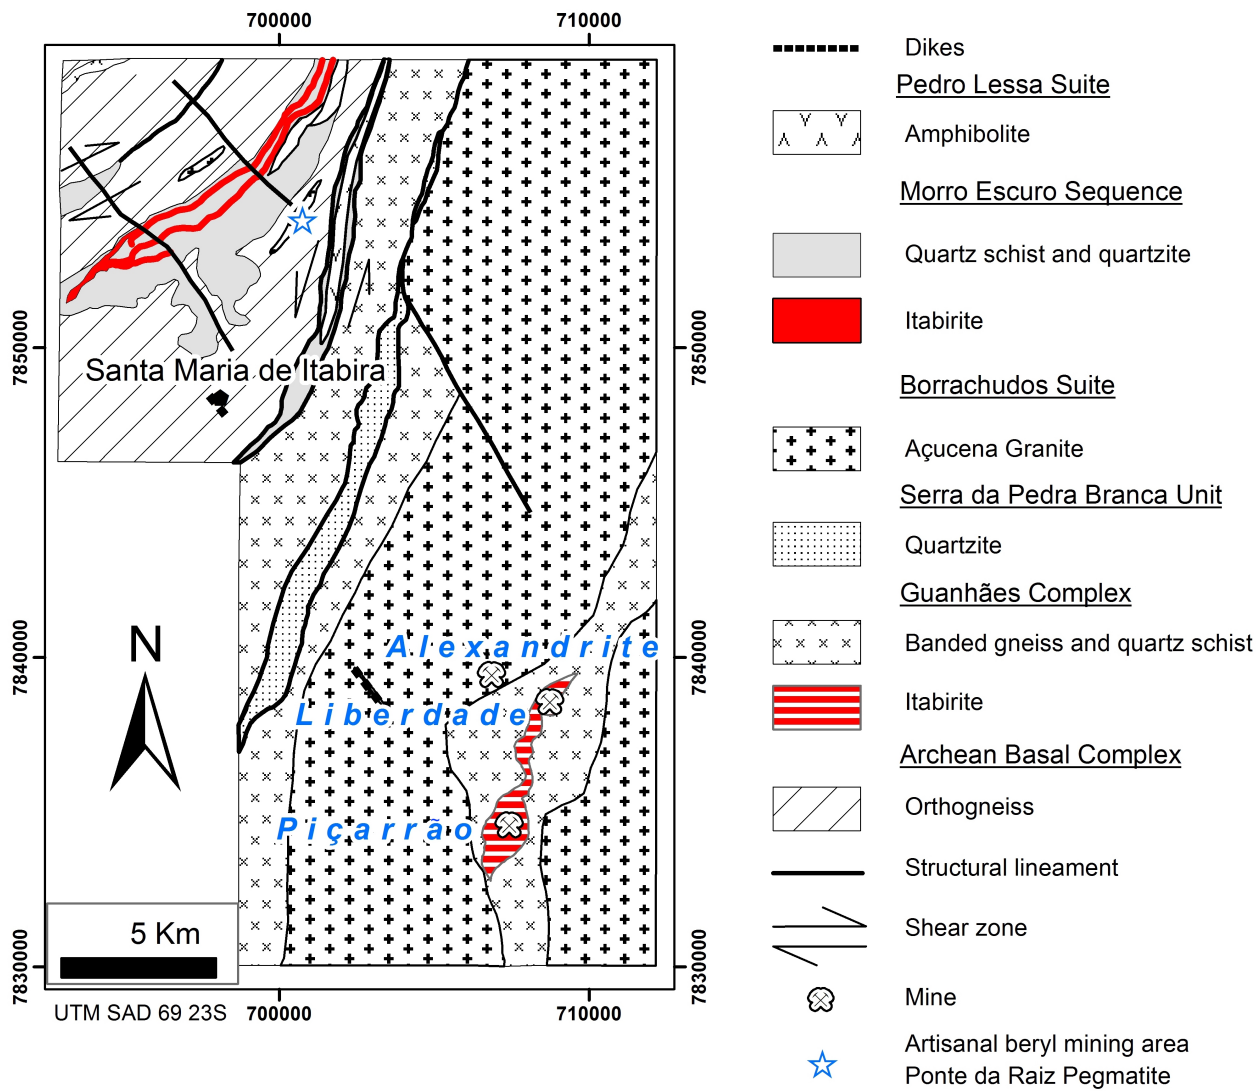 700000
710000
7850000
7840000
7830000
7850000
7840000
7830000
Santa Maria de Itabira
N
Alexandrite
Liberdade
Piçarrão
5 Km
UTM SAD 69 23S
700000
710000
Dikes
Pedro Lessa Suite
Amphibolite
Morro Escuro Sequence
Quartz schist and quartzite
Itabirite
Borrachudos Suite
Açucena Granite
Serra da Pedra Branca Unit
Quartzite
Guanhães Complex
Banded gneiss and quartz schist
Itabirite
Archean Basal Complex
Orthogneiss
Structural lineament
Shear zone
Mine
Artisanal beryl mining area
Ponte da Raiz Pegmatite